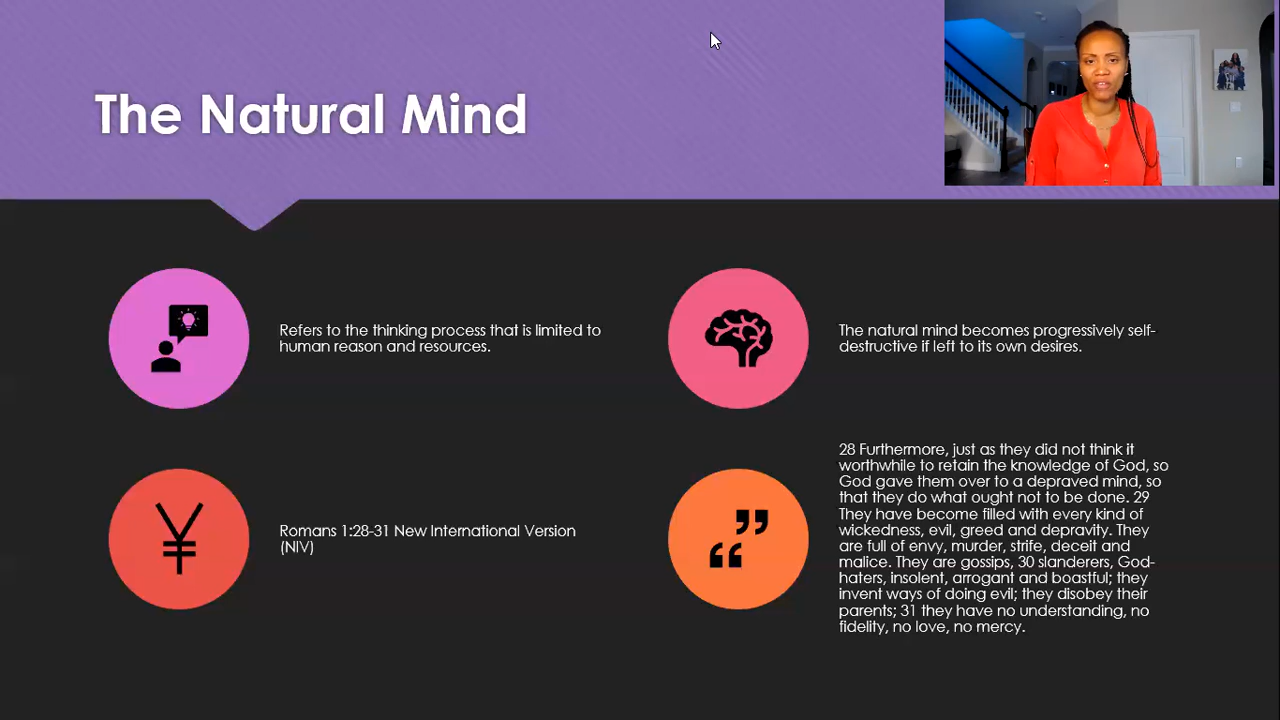 The Natural Mind
Refers to the thinking process that is limited to
human reason and resources.
The natural mind becomes progressively self-
destructive if left to its own desires.
Romans 1:28-31 New International Version
(NIV)
28 Furthermore, just as they did not think it
worthwhile to retain the knowledge of God, so
God gave them over to a depraved mind, so
that they do what ought not to be done. 29
They have become filled with every kind of
wickedness, evil, greed and depravity. They
are full of envy, murder, strife, deceit and
malice. They are gossips, 30 slanderers, God-
haters, insolent, arrogant and boastful; they
invent ways of doing evil; they disobey their
parents; 31 they have no understanding, no
fidelity, no love, no mercy.